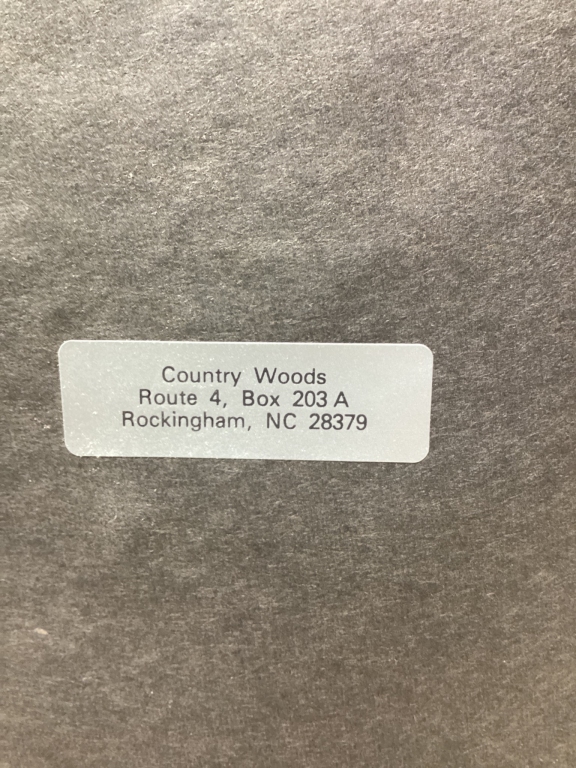 Country Woods
Route 4, Box 203 A
Rockingham, NC 28379